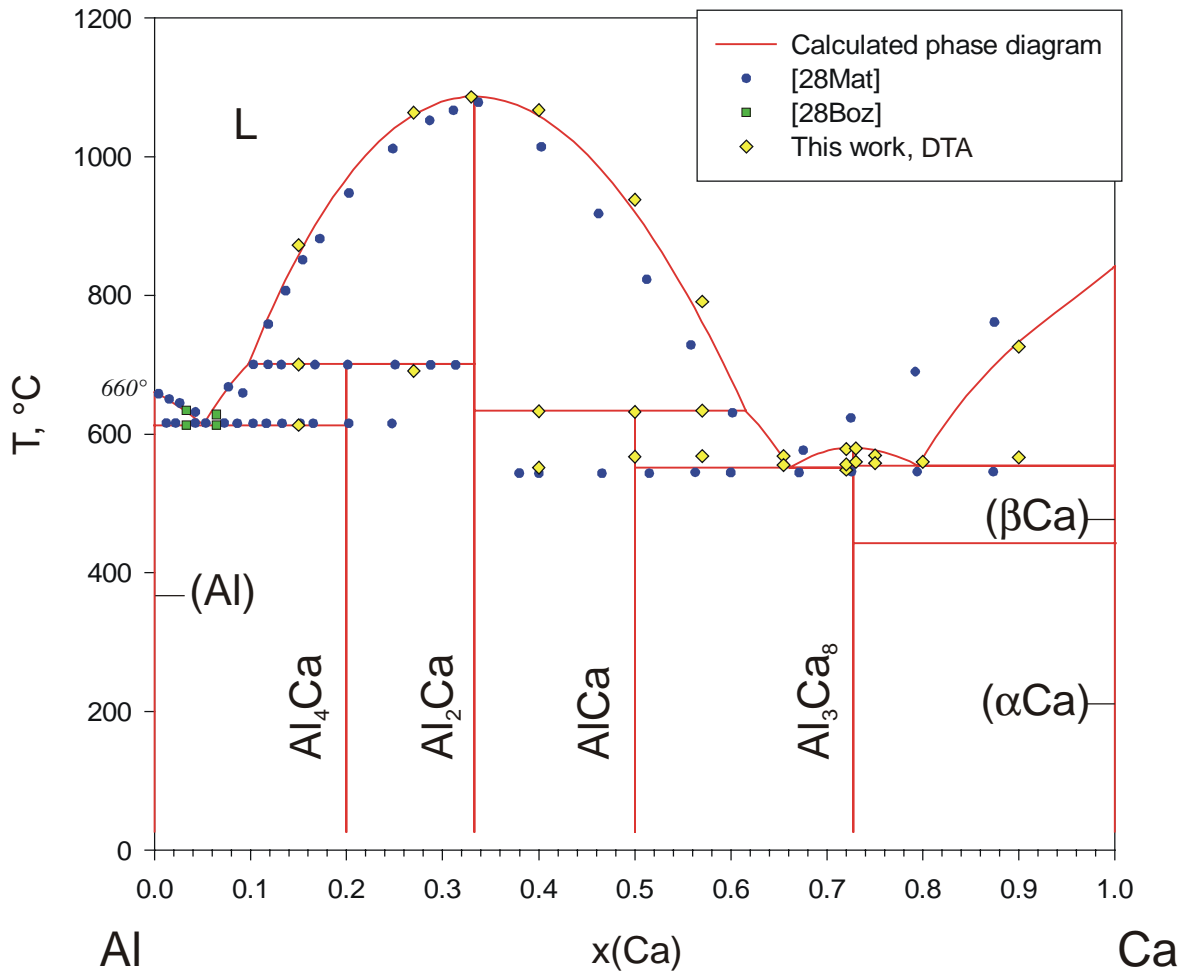 1200
1000
800
600
400
200
0
T, °C
660°
L
Calculated phase diagram
[28Mat]
[28Boz]
This work, DTA
(Al)
Al₄Ca
Al₂Ca
AlCa
Al₃Ca₈
(βCa)
(αCa)
0.0 0.1 0.2 0.3 0.4 0.5 0.6 0.7 0.8 0.9 1.0
Al x(Ca) Ca